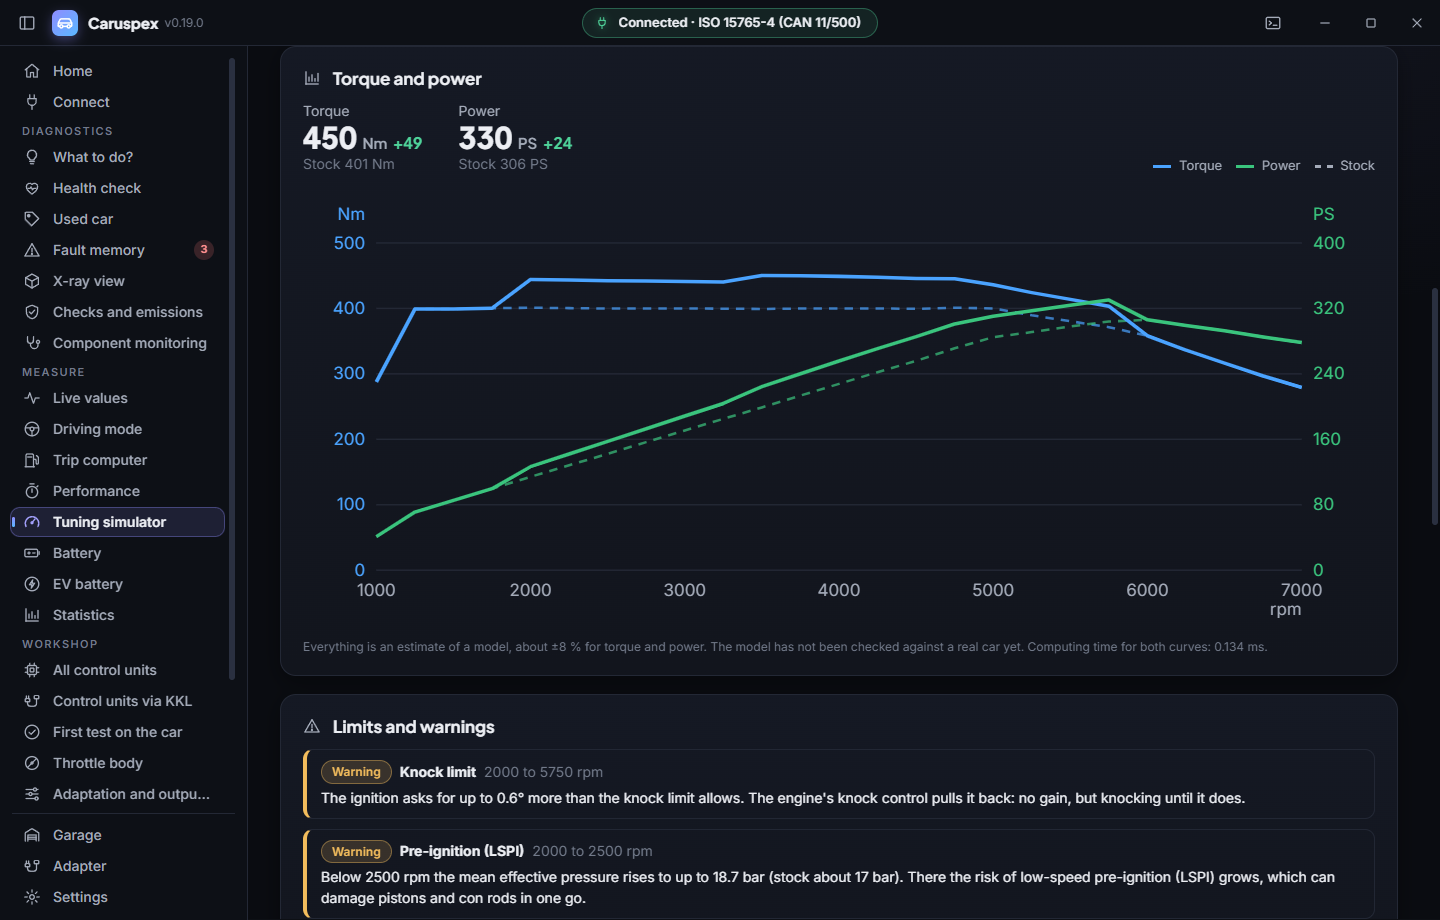 Caruspex v0.19.0
Connected · ISO 15765-4 (CAN 11/500)
Home
Connect
DIAGNOSTICS
What to do?
Health check
Used car
Fault memory 3
X-ray view
Checks and emissions
Component monitoring
MEASURE
Live values
Driving mode
Trip computer
Performance
Tuning simulator
Battery
EV battery
Statistics
WORKSHOP
All control units
Control units via KKL
First test on the car
Throttle body
Adaptation and outpu...
Garage
Adapter
Settings
Torque and power
Torque Power
450 Nm +49 330 PS +24
Stock 401 Nm Stock 306 PS
Torque Power Stock
Nm PS
500 400
400 320
300 240
200 160
100 80
0 0
1000 2000 3000 4000 5000 6000 7000
rpm
Everything is an estimate of a model, about ±8 % for torque and power. The model has not been checked against a real car yet. Computing time for both curves: 0.134 ms.
Limits and warnings
Warning Knock limit 2000 to 5750 rpm
The ignition asks for up to 0.6° more than the knock limit allows. The engine's knock control pulls it back: no gain, but knocking until it does.
Warning Pre-ignition (LSPI) 2000 to 2500 rpm
Below 2500 rpm the mean effective pressure rises to up to 18.7 bar (stock about 17 bar). There the risk of low-speed pre-ignition (LSPI) grows, which can
damage pistons and con rods in one go.